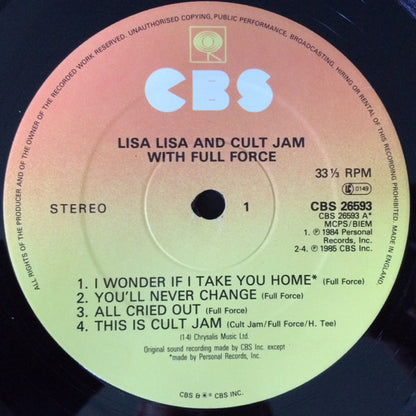 ALL RIGHTS OF THE PRODUCER AND OF THE OWNER OF THE RECORDED WORK RESERVED. UNAUTHORISED COPYING, PUBLIC PERFORMANCE, BROADCASTING, HIRING OR RENTAL OF THIS RECORDING PROHIBITED. MADE IN ENGLAND.
CBS
LISA LISA AND CULT JAM
WITH FULL FORCE
33⅓ RPM
0149
STEREO
1
CBS 26593
CBS 26593 A*
MCPS/BIEM
1. ℗ 1984 Personal
Records, Inc.
2-4. ℗ 1985 CBS Inc.
1. I WONDER IF I TAKE YOU HOME* (Full Force)
2. YOU'LL NEVER CHANGE (Full Force)
3. ALL CRIED OUT (Full Force)
4. THIS IS CULT JAM (Cult Jam/Full Force/H. Tee)
(1-4) Chrysalis Music Ltd.
Original sound recording made by CBS Inc. except
*made by Personal Records, Inc.
CBS & ® CBS INC.